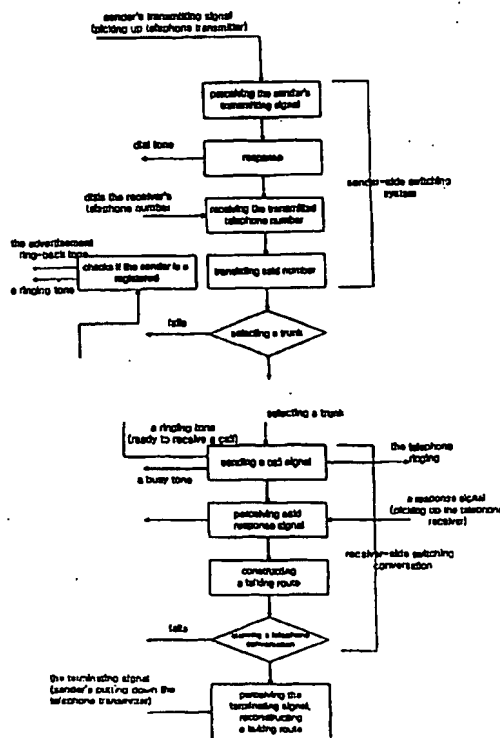 sender's transmitting signal
(picking up telephone transmitter)
perceiving the sender's
transmitting signal
dial tone
response
sender-side switching
system
dials the receiver's
telephone number
receiving the transmitted
telephone number
the advertisement
ring-back tone
checks if the sender is a
registered
a ringing tone
translating said number
fails
selecting a trunk
a ringing tone
(ready to receive a call)
selecting a trunk
sending a call signal
the telephone
ringing
a busy tone
perceiving said
response signal
a response signal
(picking up the telephone
receiver)
receiver-side switching
conversation
constructing
a talking route
fails
a telephone
conversation
the terminating signal
(sender's putting down the
telephone transmitter)
perceiving the
terminating signal,
reconstructing
a talking route